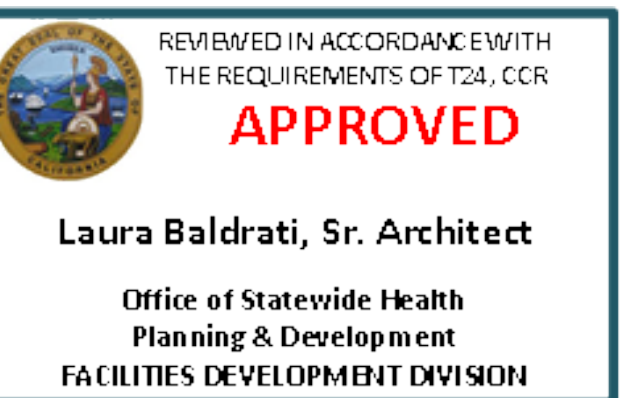 REVIEWED IN ACCORDANCE WITH
THE REQUIREMENTS OF T24, CCR
APPROVED
Laura Baldrati, Sr. Architect
Office of Statewide Health
Planning & Development
FACILITIES DEVELOPMENT DIVISION